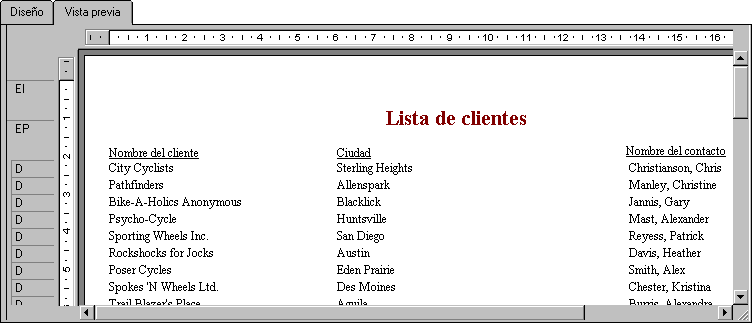 Diseño Vista previa
1 2 3 4 5 6 7 8 9 10 11 12 13 14 15 16
EI
Lista de clientes
EP
Nombre del cliente Ciudad Nombre del contacto
D City Cyclists Sterling Heights Christianson, Chris
D Pathfinders Allenspark Manley, Christine
D Bike-A-Holics Anonymous Blacklick Jannis, Gary
D Psycho-Cycle Huntsville Mast, Alexander
D Sporting Wheels Inc. San Diego Reyess, Patrick
D Rockshocks for Jocks Austin Davis, Heather
D Poser Cycles Eden Prairie Smith, Alex
D Spokes 'N Wheels Ltd. Des Moines Chester, Kristina
D Trail Blazer's Place Aguila Burris, Alexandra
1
2
3
4
5